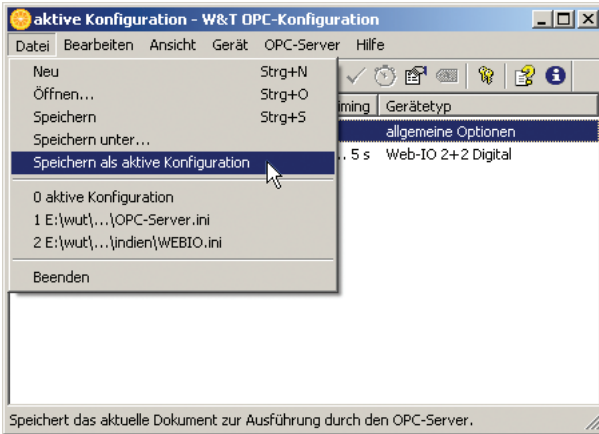 aktive Konfiguration - W&T OPC-Konfiguration
Datei Bearbeiten Ansicht Gerät OPC-Server Hilfe
Neu Strg+N
Öffnen... Strg+O
Speichern Strg+S
Speichern unter...
Speichern als aktive Konfiguration
0 aktive Konfiguration
1 E:\wut\...\OPC-Server.ini
2 E:\wut\...\indien\WEBIO.ini
Beenden
iming Gerätetyp
allgemeine Optionen
.. 5 s Web-IO 2+2 Digital
Speichert das aktuelle Dokument zur Ausführung durch den OPC-Server.